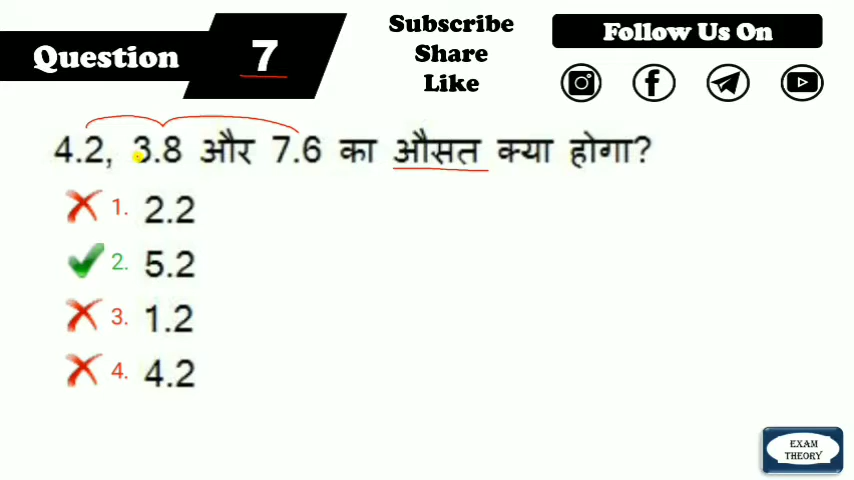 Question 7
Subscribe
Share
Like
Follow Us On
4.2, 3.8 और 7.6 का औसत क्या होगा?
1. 2.2
2. 5.2
3. 1.2
4. 4.2
EXAM
THEORY